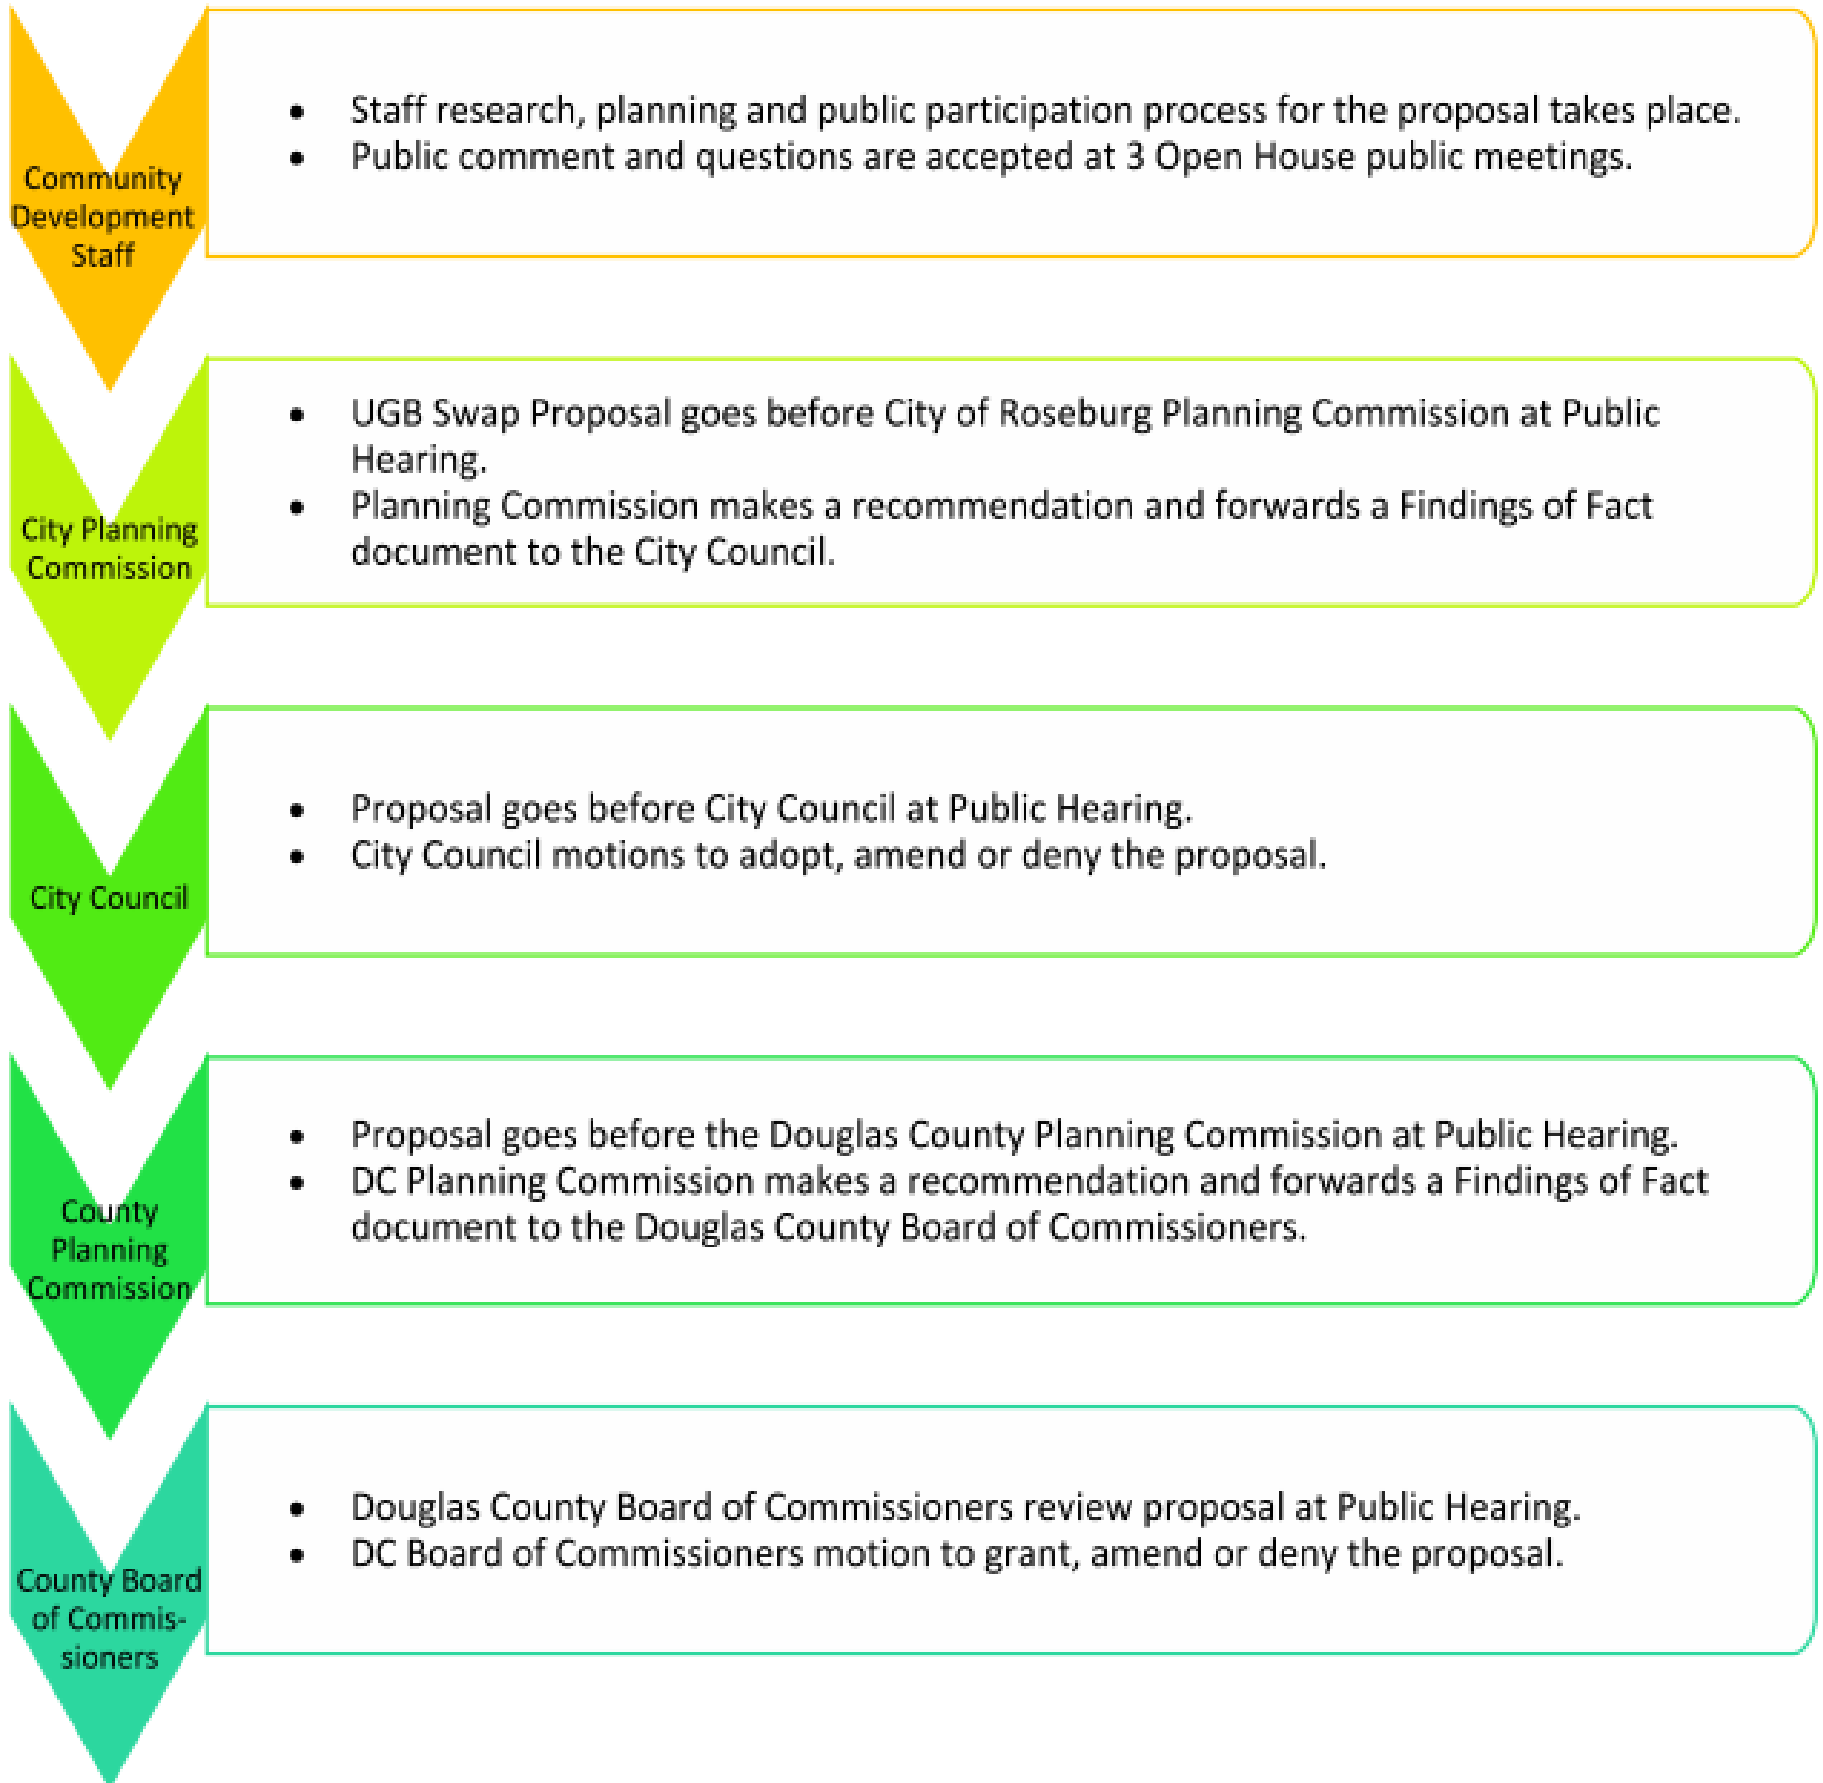 Community
Development
Staff
• Staff research, planning and public participation process for the proposal takes place.
• Public comment and questions are accepted at 3 Open House public meetings.
City Planning
Commission
• UGB Swap Proposal goes before City of Roseburg Planning Commission at Public
Hearing.
• Planning Commission makes a recommendation and forwards a Findings of Fact
document to the City Council.
City Council
• Proposal goes before City Council at Public Hearing.
• City Council motions to adopt, amend or deny the proposal.
County
Planning
Commission
• Proposal goes before the Douglas County Planning Commission at Public Hearing.
• DC Planning Commission makes a recommendation and forwards a Findings of Fact
document to the Douglas County Board of Commissioners.
County Board
of Commis-
sioners
• Douglas County Board of Commissioners review proposal at Public Hearing.
• DC Board of Commissioners motion to grant, amend or deny the proposal.